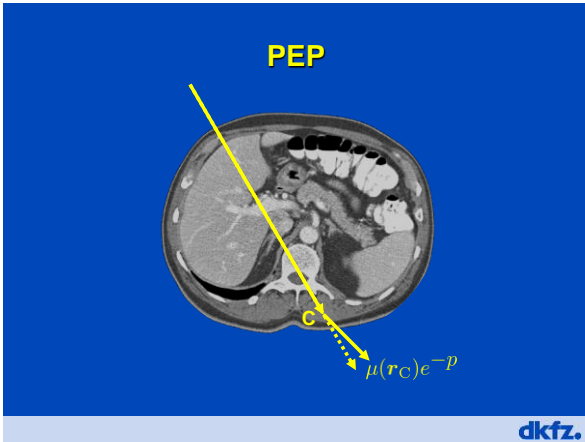 PEP
C
μ(r_C)e^{-p}
dkfz.